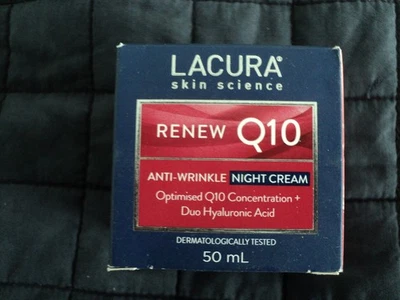 LACURA®
skin science
RENEW Q10
ANTI-WRINKLE NIGHT CREAM
Optimised Q10 Concentration +
Duo Hyaluronic Acid
DERMATOLOGICALLY TESTED
50 mL